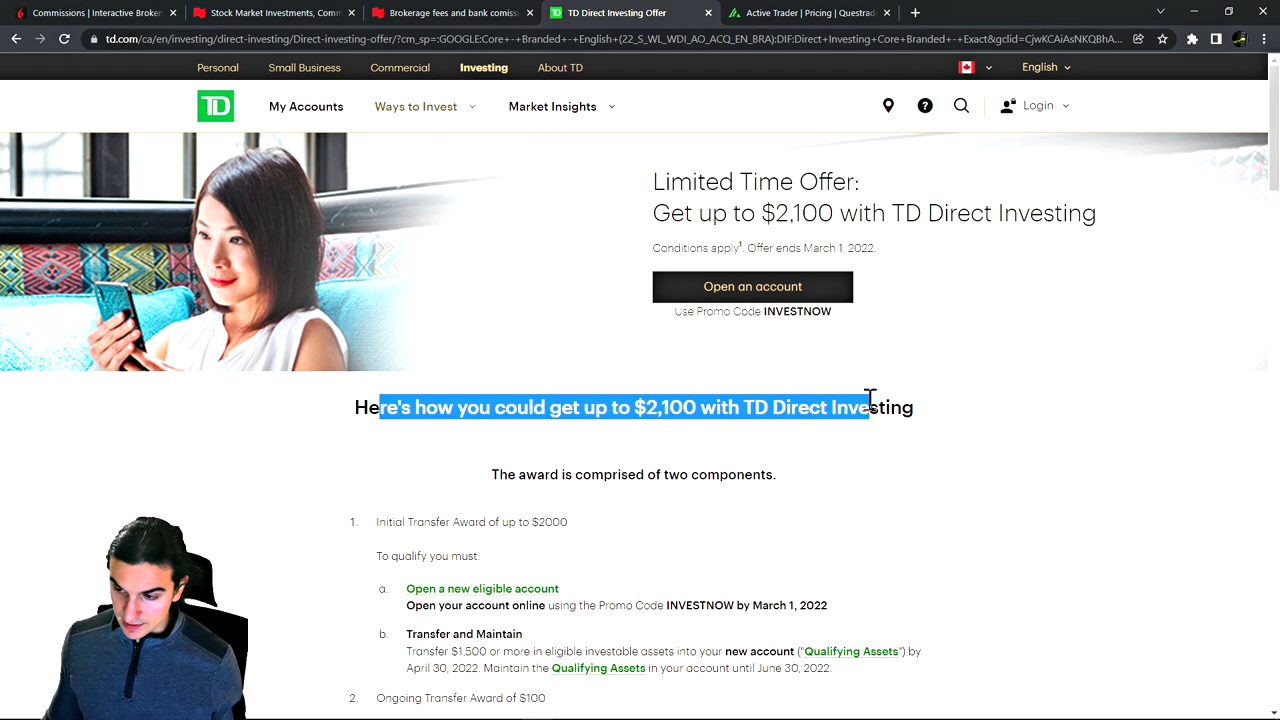 Commissions | Interactive Broker
Stock Market Investments, Comm
Brokerage fees and bank comiss
TD Direct Investing Offer
Active Trader | Pricing | Questrade
td.com/ca/en/investing/direct-investing/Direct-investing-offer/?cm_sp=:GOOGLE:Core+-+Branded+-+English+(22_S_WL_WDI_AO_ACQ_EN_BRA):DIF:Direct+Investing+Core+Branded+-+Exact&gclid=CjwKCAiAsNKQBhA...
Personal
Small Business
Commercial
Investing
About TD
English
TD
My Accounts
Ways to Invest
Market Insights
?
Login
Limited Time Offer:
Get up to $2,100 with TD Direct Investing
Conditions apply1. Offer ends March 1, 2022.
Open an account
Use Promo Code INVESTNOW
Here's how you could get up to $2,100 with TD Direct Investing
The award is comprised of two components.
1. Initial Transfer Award of up to $2000
To qualify you must:
a. Open a new eligible account
Open your account online using the Promo Code INVESTNOW by March 1, 2022
b. Transfer and Maintain
Transfer $1,500 or more in eligible investable assets into your new account ("Qualifying Assets") by
April 30, 2022. Maintain the Qualifying Assets in your account until June 30, 2022.
2. Ongoing Transfer Award of $100